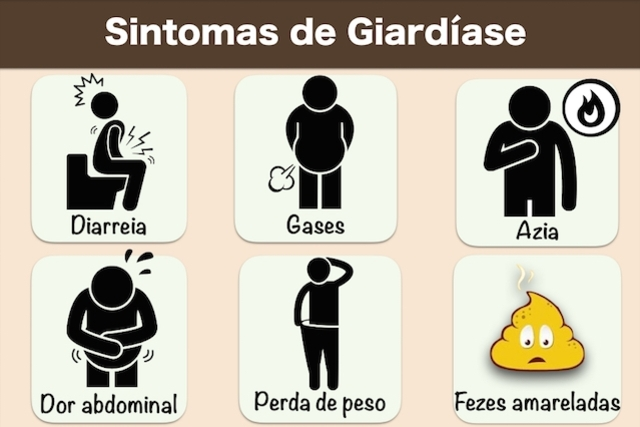 Sintomas de Giardíase
Diarreia
Gases
Azia
Dor abdominal
Perda de peso
Fezes amareladas